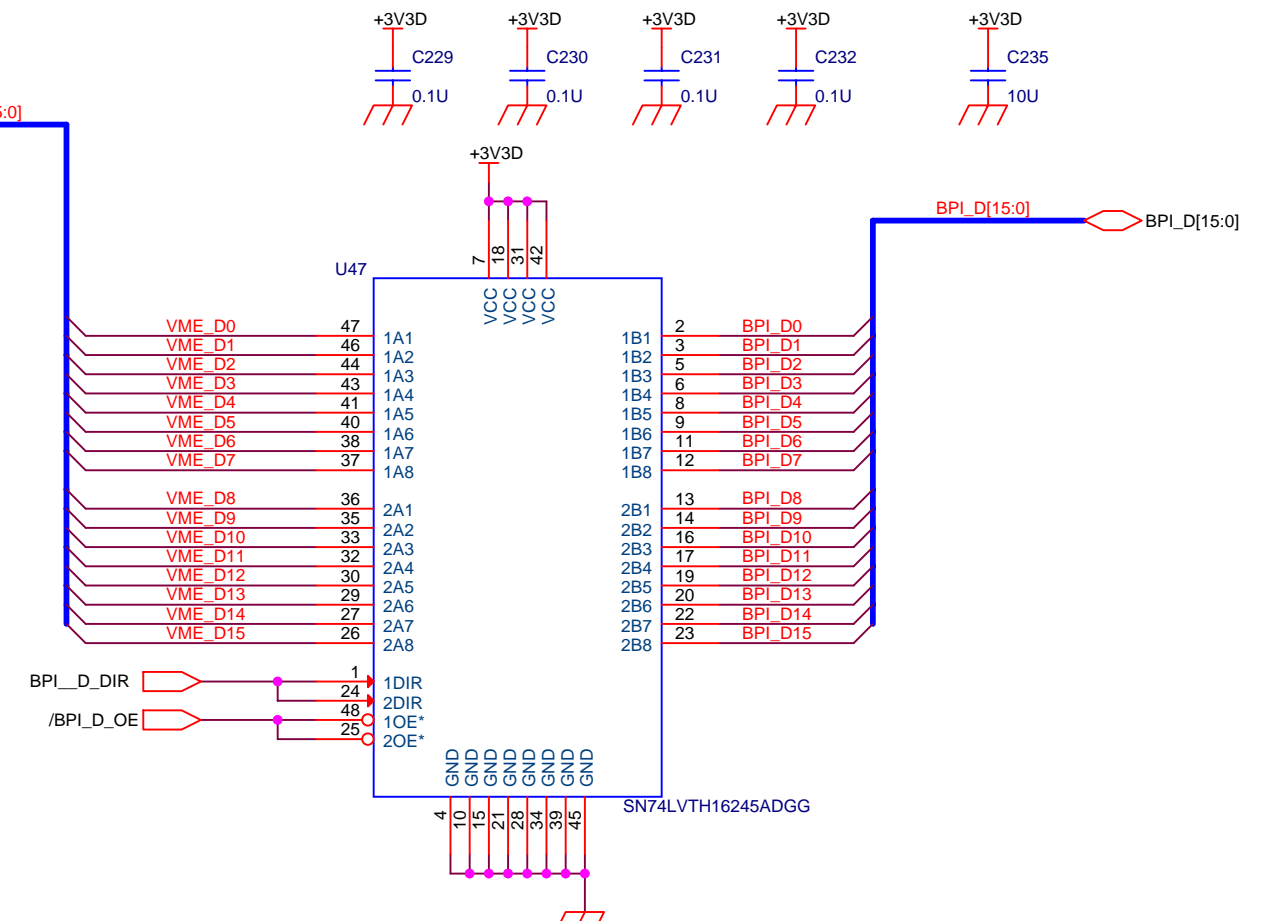 +3V3D +3V3D +3V3D +3V3D +3V3D
C229 C230 C231 C232 C235
0.1U 0.1U 0.1U 0.1U 10U
:0]
+3V3D
BPI_D[15:0] BPI_D[15:0]
7 18 31 42
U47
VCC VCC VCC VCC
VME_D0 47 1A1 1B1 2 BPI_D0
VME_D1 46 1A2 1B2 3 BPI_D1
VME_D2 44 1A3 1B3 5 BPI_D2
VME_D3 43 1A4 1B4 6 BPI_D3
VME_D4 41 1A5 1B5 8 BPI_D4
VME_D5 40 1A6 1B6 9 BPI_D5
VME_D6 38 1A7 1B7 11 BPI_D6
VME_D7 37 1A8 1B8 12 BPI_D7
VME_D8 36 2A1 2B1 13 BPI_D8
VME_D9 35 2A2 2B2 14 BPI_D9
VME_D10 33 2A3 2B3 16 BPI_D10
VME_D11 32 2A4 2B4 17 BPI_D11
VME_D12 30 2A5 2B5 19 BPI_D12
VME_D13 29 2A6 2B6 20 BPI_D13
VME_D14 27 2A7 2B7 22 BPI_D14
VME_D15 26 2A8 2B8 23 BPI_D15
BPI__D_DIR 1 1DIR
24 2DIR
/BPI_D_OE 48 1OE*
25 2OE*
GND GND GND GND GND GND GND GND
SN74LVTH16245ADGG
4 10 15 21 28 34 39 45